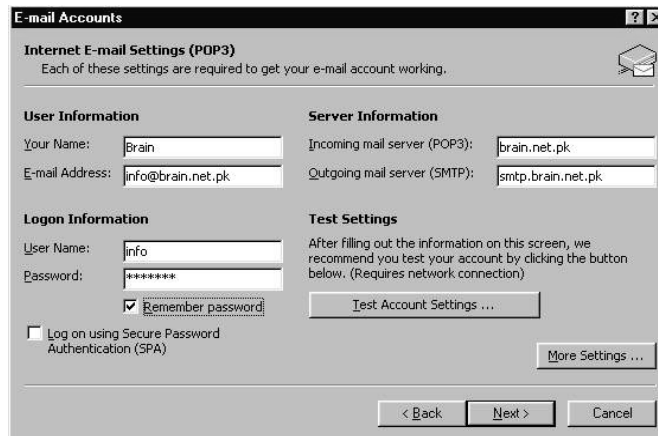 E-mail Accounts
Internet E-mail Settings (POP3)
Each of these settings are required to get your e-mail account working.
User Information
Your Name: Brain
E-mail Address: info@brain.net.pk
Server Information
Incoming mail server (POP3): brain.net.pk
Outgoing mail server (SMTP): smtp.brain.net.pk
Logon Information
User Name: info
Password: *******
Remember password
Log on using Secure Password
Authentication (SPA)
Test Settings
After filling out the information on this screen, we
recommend you test your account by clicking the button
below. (Requires network connection)
Test Account Settings ...
More Settings ...
< Back
Next >
Cancel